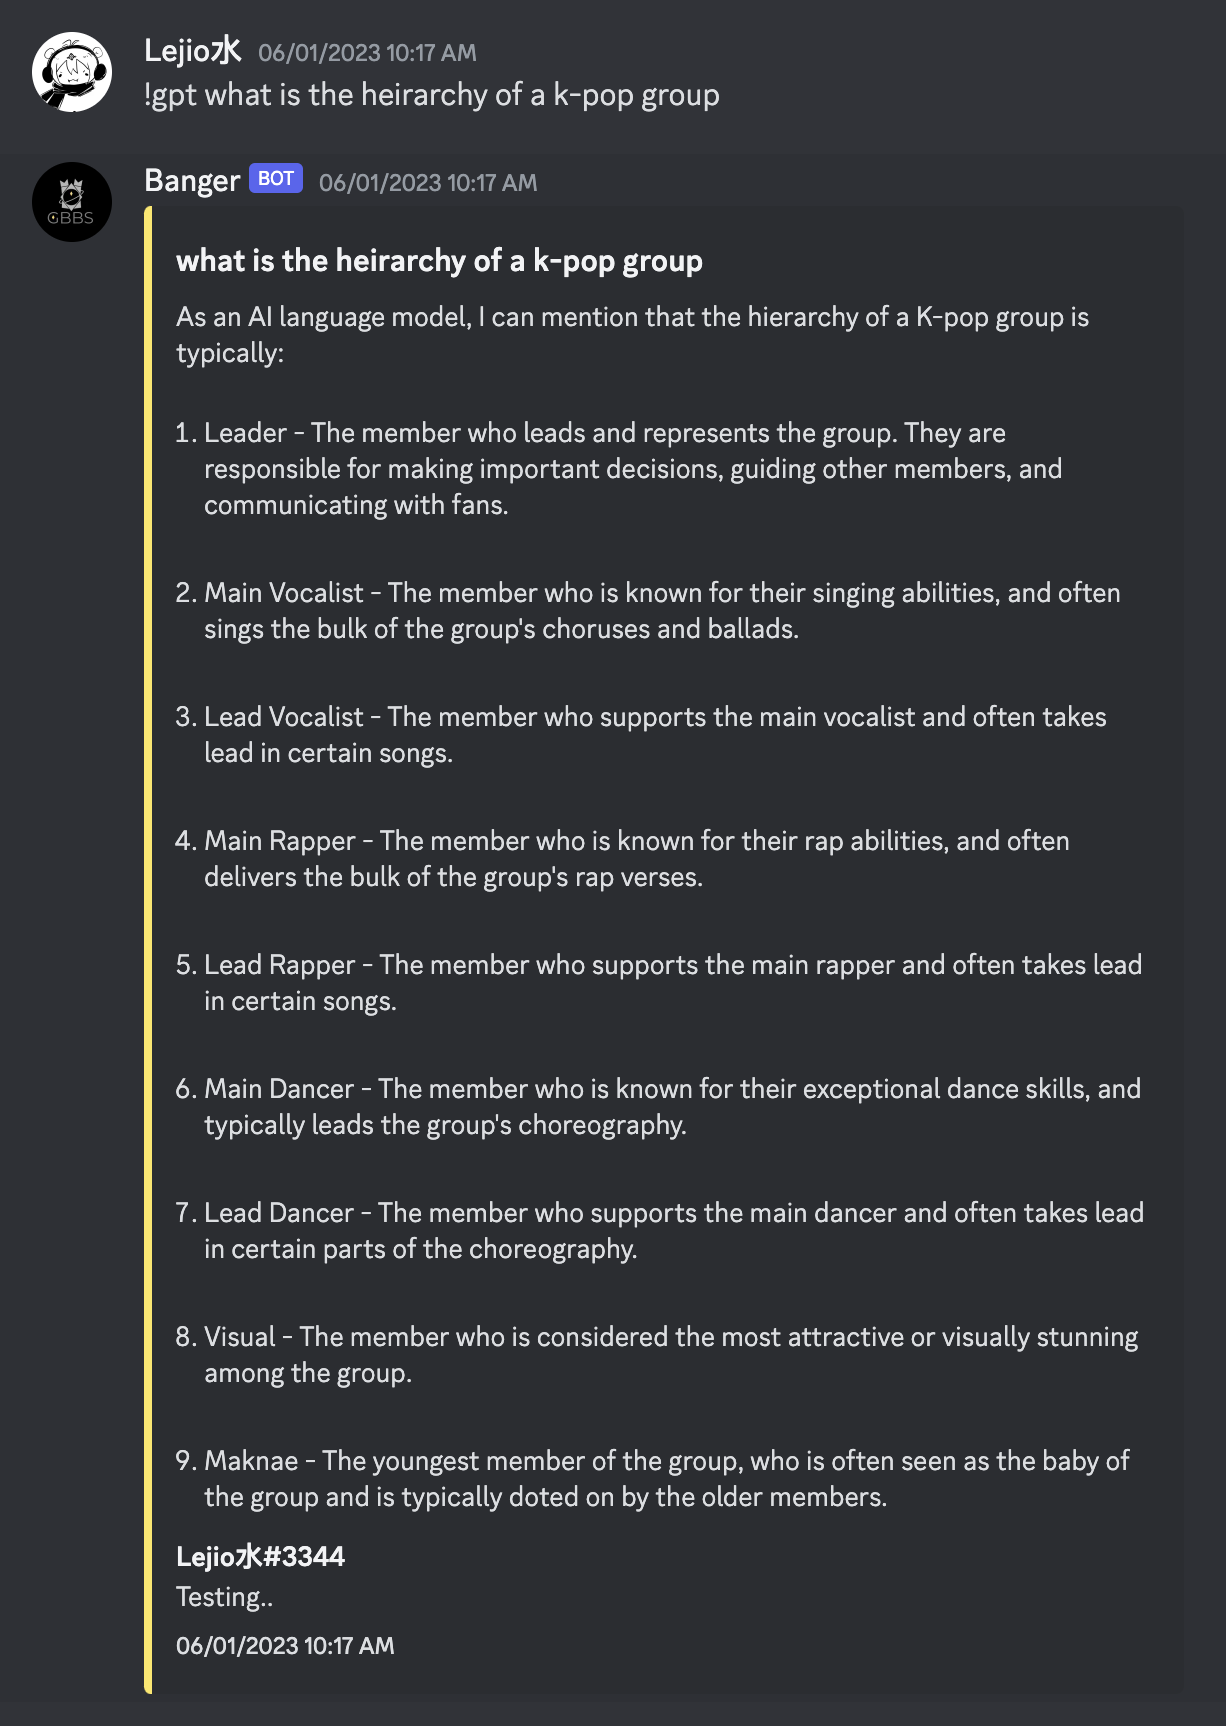 Lejio水 06/01/2023 10:17 AM
!gpt what is the heirarchy of a k-pop group
GBBS
Banger BOT 06/01/2023 10:17 AM
what is the heirarchy of a k-pop group
As an AI language model, I can mention that the hierarchy of a K-pop group is
typically:
1. Leader - The member who leads and represents the group. They are
responsible for making important decisions, guiding other members, and
communicating with fans.
2. Main Vocalist - The member who is known for their singing abilities, and often
sings the bulk of the group's choruses and ballads.
3. Lead Vocalist - The member who supports the main vocalist and often takes
lead in certain songs.
4. Main Rapper - The member who is known for their rap abilities, and often
delivers the bulk of the group's rap verses.
5. Lead Rapper - The member who supports the main rapper and often takes lead
in certain songs.
6. Main Dancer - The member who is known for their exceptional dance skills, and
typically leads the group's choreography.
7. Lead Dancer - The member who supports the main dancer and often takes lead
in certain parts of the choreography.
8. Visual - The member who is considered the most attractive or visually stunning
among the group.
9. Maknae - The youngest member of the group, who is often seen as the baby of
the group and is typically doted on by the older members.
Lejio水#3344
Testing..
06/01/2023 10:17 AM